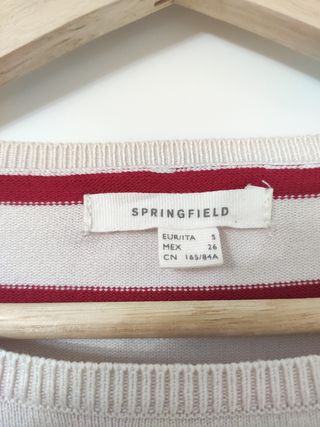 SPRINGFIELD
EUR/ITA S
MEX 26
CN 165/84A